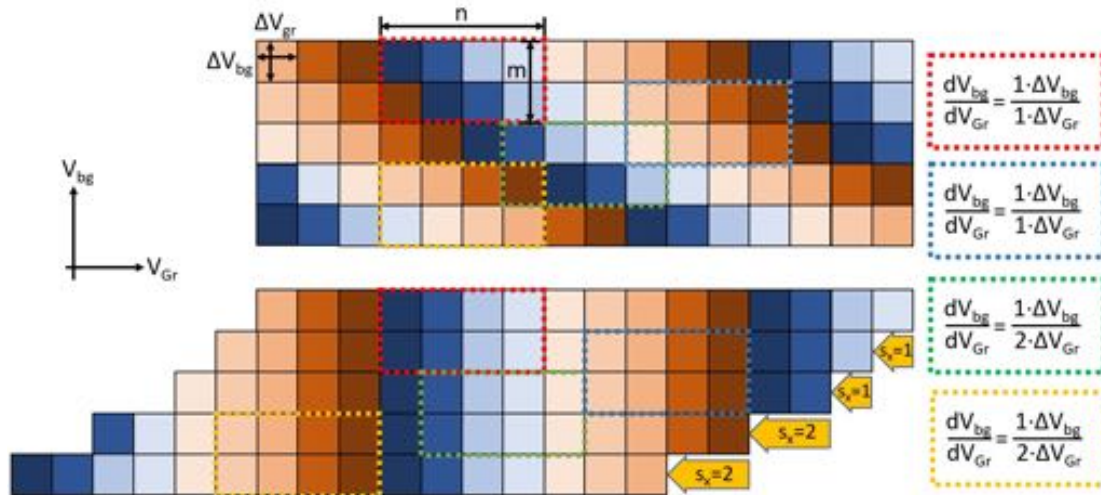 ΔV_gr
n
ΔV_bg
m
V_bg
V_Gr
dV_bg/dV_Gr = 1·ΔV_bg/1·ΔV_Gr
dV_bg/dV_Gr = 1·ΔV_bg/1·ΔV_Gr
dV_bg/dV_Gr = 1·ΔV_bg/2·ΔV_Gr
dV_bg/dV_Gr = 1·ΔV_bg/2·ΔV_Gr
s_x=1
s_x=1
s_x=2
s_x=2